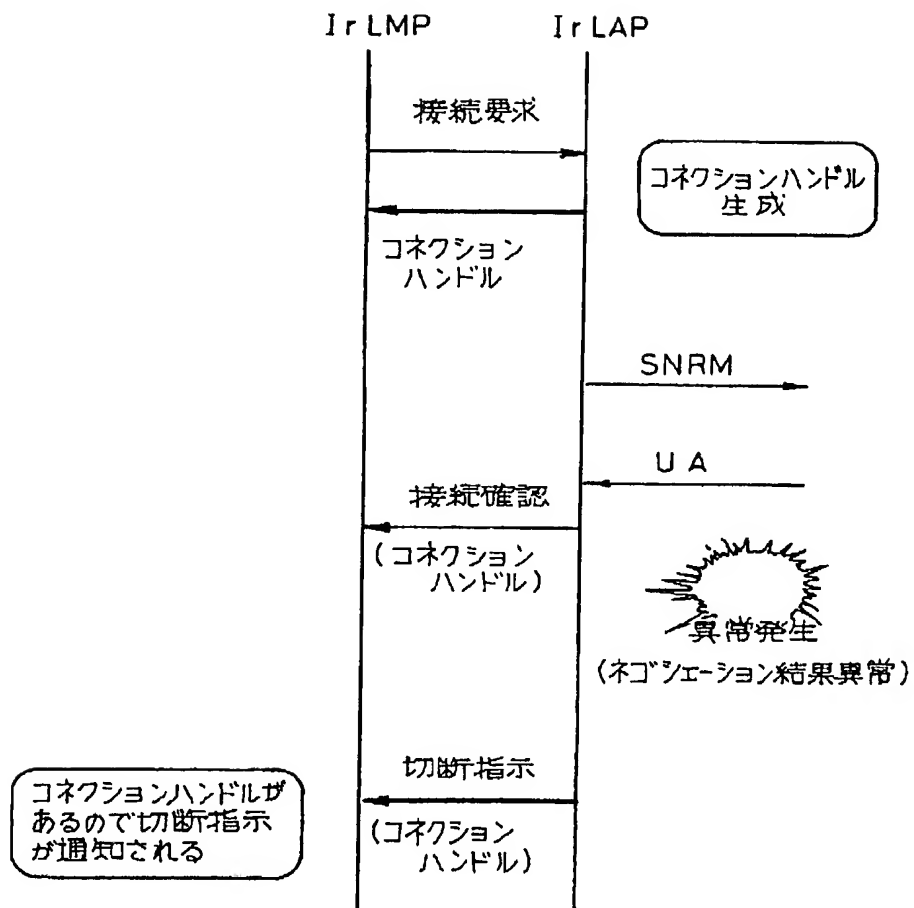 IrLMP
IrLAP
接続要求
コネクションハンドル
生成
コネクション
ハンドル
SNRM
UA
接続確認
(コネクション
ハンドル)
異常発生
(ネゴシェーション結果異常)
切断指示
コネクションハンドルが
あるので切断指示
が通知される
(コネクション
ハンドル)